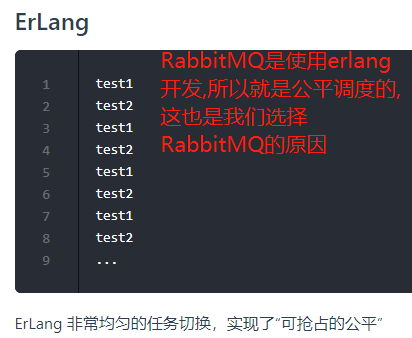 ErLang
1 test1
2 test2
3 test1
4 test2
5 test1
6 test2
7 test1
8 test2
9 ...
RabbitMQ是使用erlang
开发,所以就是公平调度的,
这也是我们选择
RabbitMQ的原因
ErLang 非常均匀的任务切换，实现了“可抢占的公平”